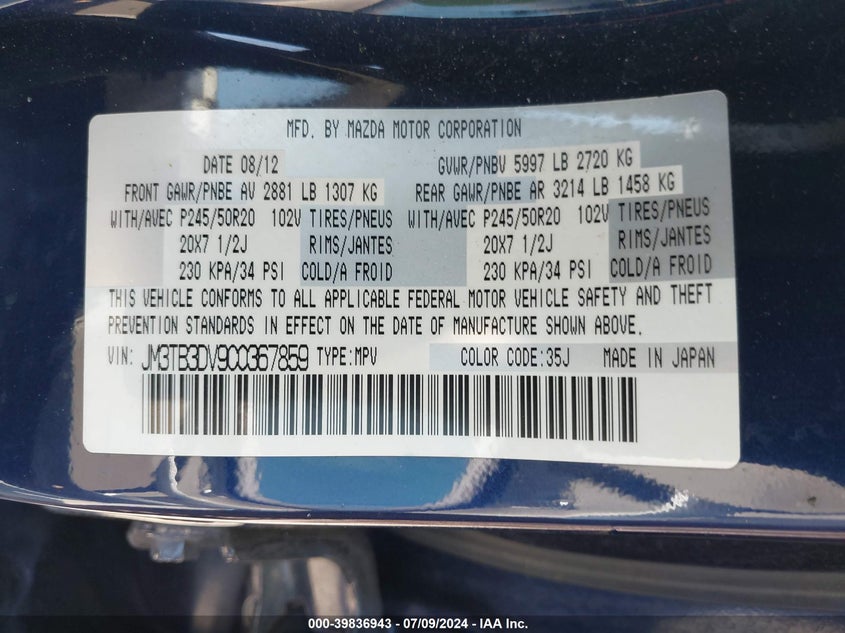 MFD. BY MAZDA MOTOR CORPORATION
DATE 08/12 GVWR/PNBV 5997 LB 2720 KG
FRONT GAWR/PNBE AV 2881 LB 1307 KG REAR GAWR/PNBE AR 3214 LB 1458 KG
WITH/AVEC P245/50R20 102V TIRES/PNEUS WITH/AVEC P245/50R20 102V TIRES/PNEUS
20X7 1/2J RIMS/JANTES 20X7 1/2J RIMS/JANTES
230 KPA/34 PSI COLD/A FROID 230 KPA/34 PSI COLD/A FROID
THIS VEHICLE CONFORMS TO ALL APPLICABLE FEDERAL MOTOR VEHICLE SAFETY AND THEFT
PREVENTION STANDARDS IN EFFECT ON THE DATE OF MANUFACTURE SHOWN ABOVE.
VIN: JM3TB3DV9C0367859 TYPE:MPV COLOR CODE:35J MADE IN JAPAN
000-39836943 / 07/09/2024 - IAA Inc.